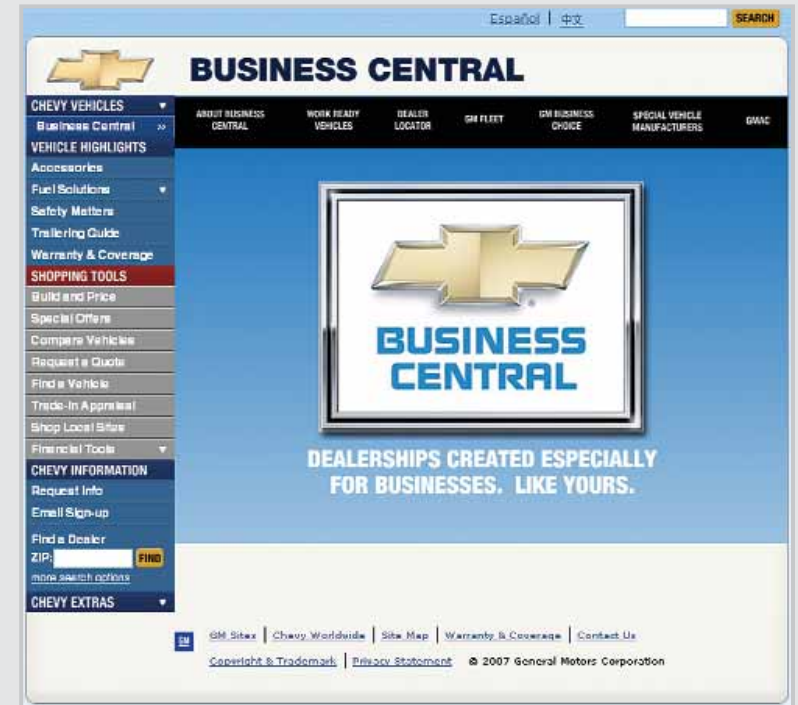 Español | 中文 SEARCH
BUSINESS CENTRAL
CHEVY VEHICLES
Business Central »
VEHICLE HIGHLIGHTS
Accessories
Fuel Solutions
Safety Matters
Trailering Guide
Warranty & Coverage
SHOPPING TOOLS
Build and Price
Special Offers
Compare Vehicles
Request a Quote
Find a Vehicle
Trade-In Appraisal
Shop Local Sites
Financial Tools
CHEVY INFORMATION
Request Info
Email Sign-up
Find a Dealer
ZIP: FIND
more search options
CHEVY EXTRAS
ABOUT BUSINESS
CENTRAL
WORK READY
VEHICLES
DEALER
LOCATOR
GM FLEET
GM BUSINESS
CHOICE
SPECIAL VEHICLE
MANUFACTURERS
GMAC
BUSINESS
CENTRAL
DEALERSHIPS CREATED ESPECIALLY
FOR BUSINESSES. LIKE YOURS.
GM GM Sites | Chevy Worldwide | Site Map | Warranty & Coverage | Contact Us
Copyright & Trademark | Privacy Statement © 2007 General Motors Corporation